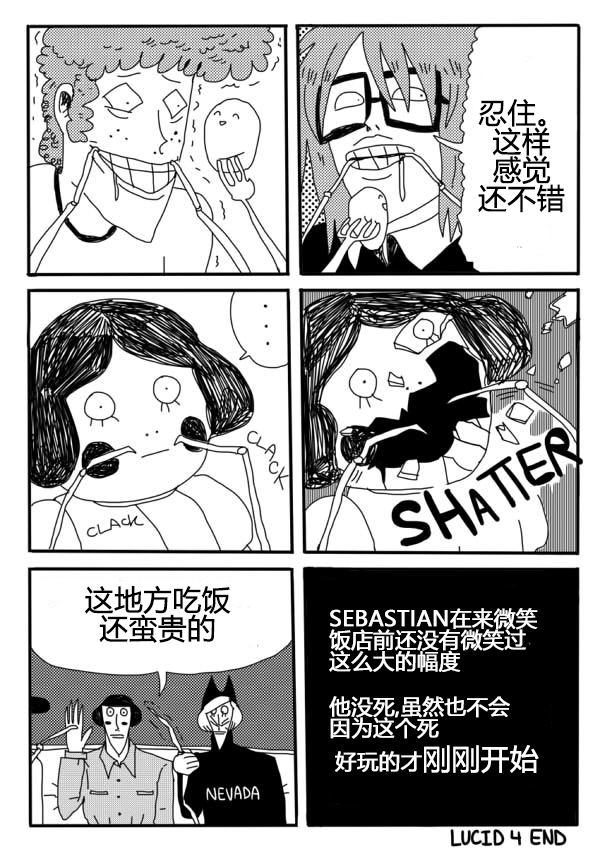 忍住。
这样
感觉
还不错
...
CLACK
CLACK
SHATTER
这地方吃饭
还蛮贵的
NEVADA
SEBASTIAN在来微笑
饭店前还没有微笑过
这么大的幅度
他没死,虽然也不会
因为这个死
好玩的才刚刚开始
LUCID 4 END